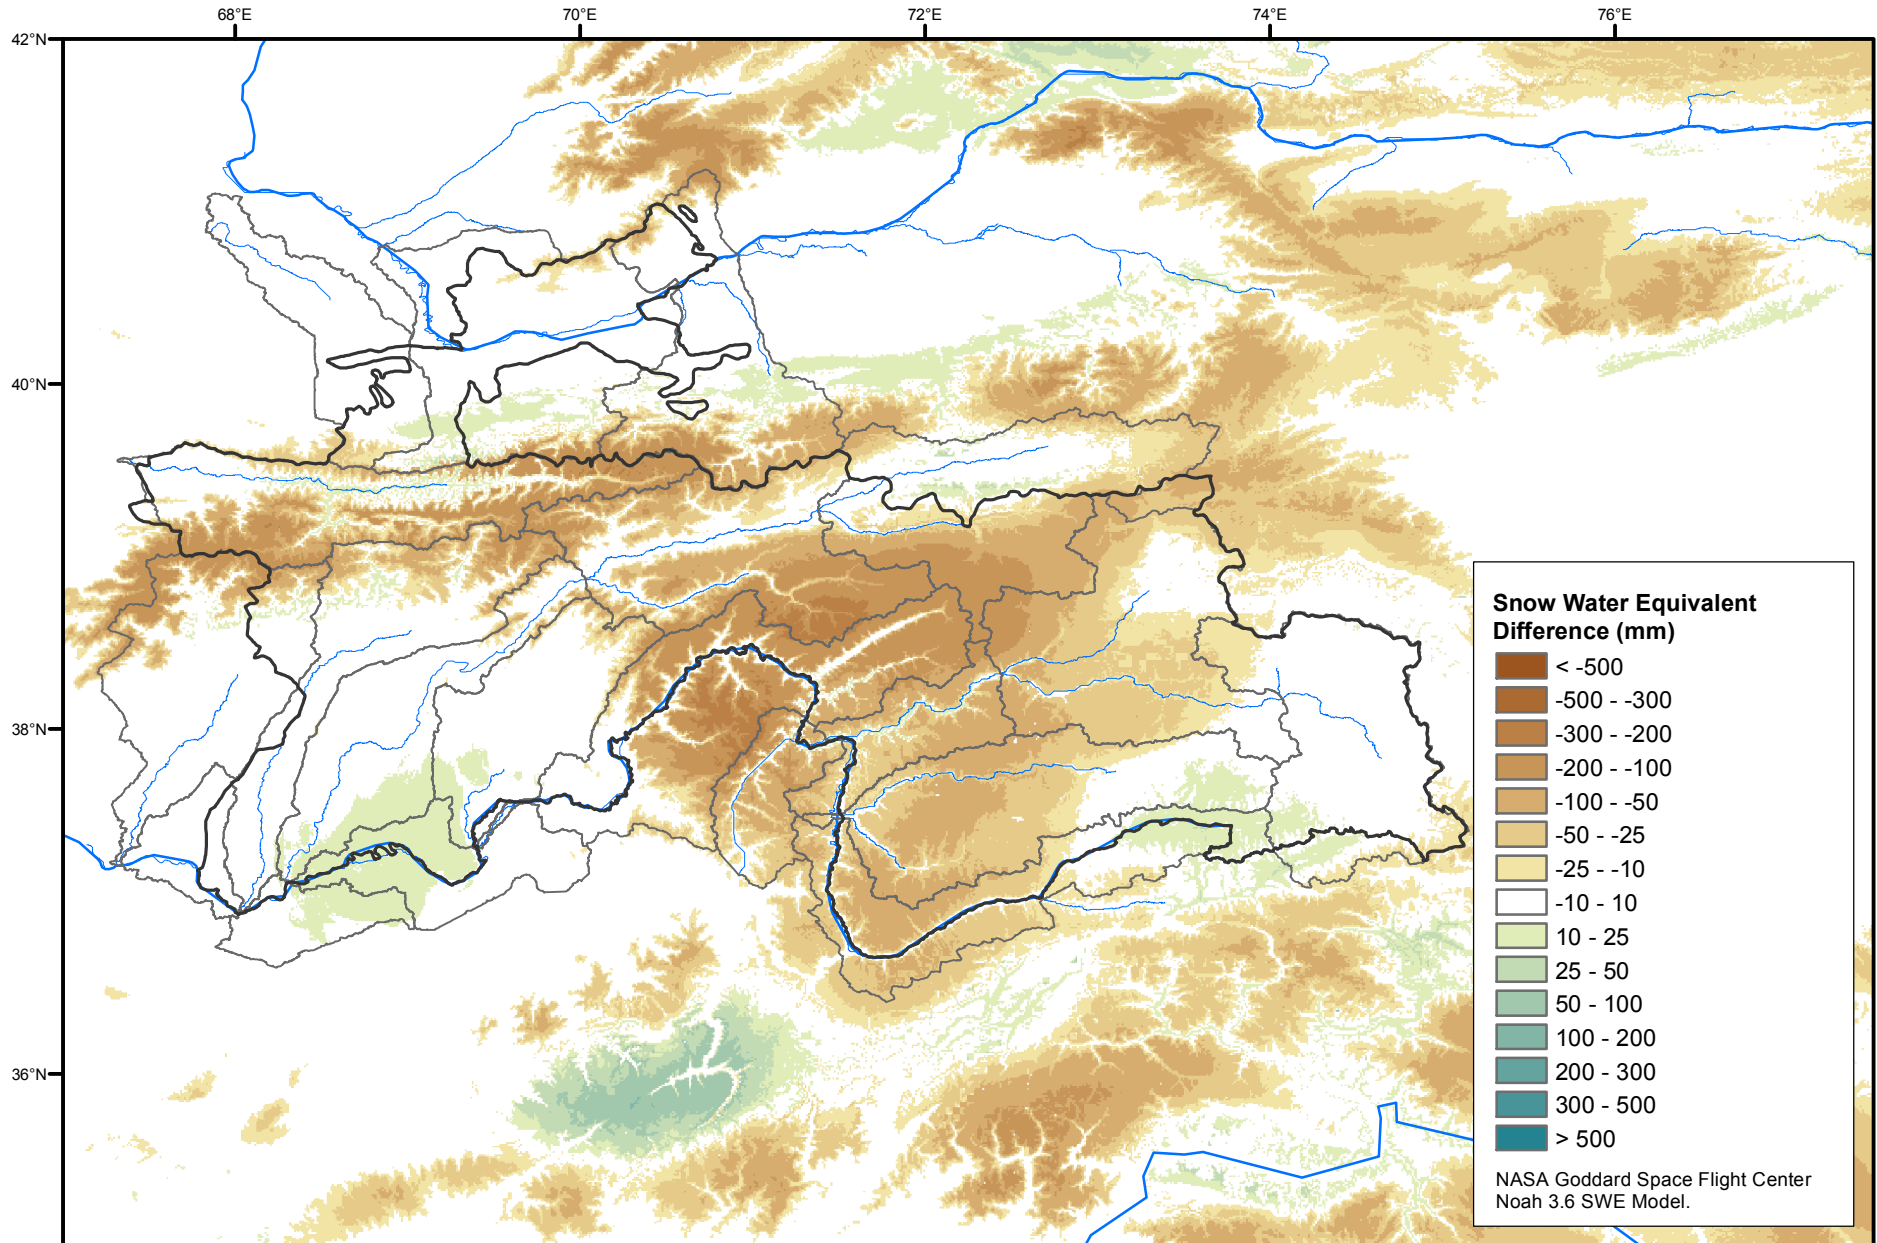 68°E 70°E 72°E 74°E 76°E
42°N
40°N
38°N
36°N
Snow Water Equivalent
Difference (mm)
< -500
-500 - -300
-300 - -200
-200 - -100
-100 - -50
-50 - -25
-25 - -10
-10 - 10
10 - 25
25 - 50
50 - 100
100 - 200
200 - 300
300 - 500
> 500
NASA Goddard Space Flight Center
Noah 3.6 SWE Model.